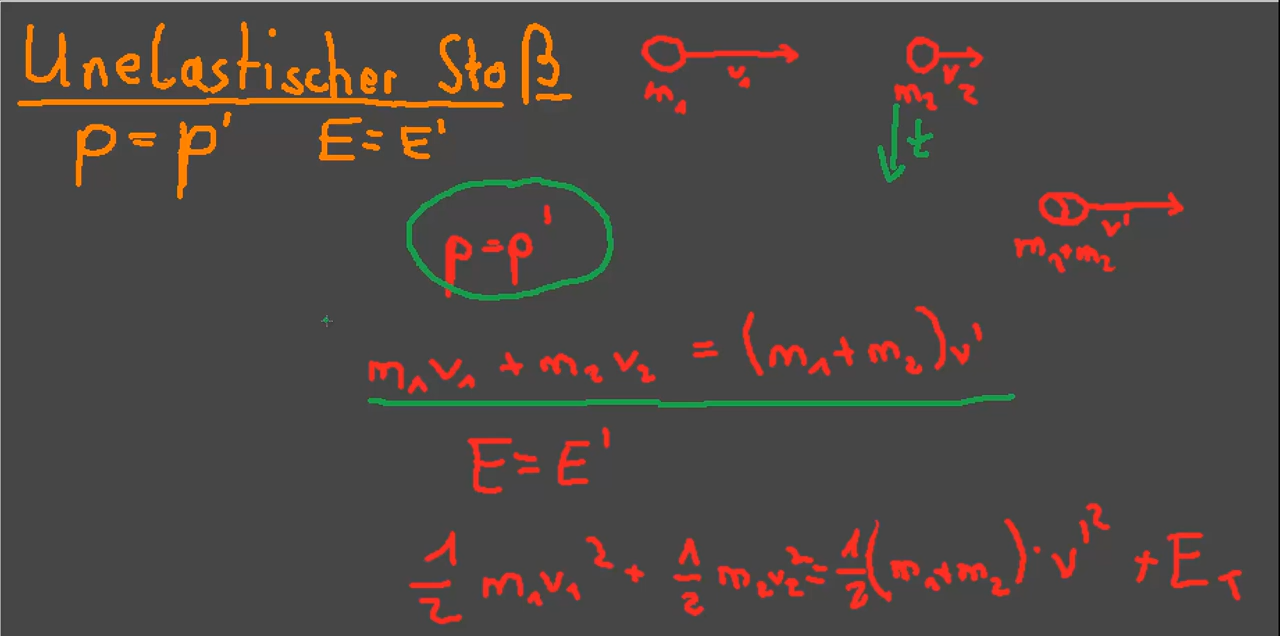 Unelastischer Stoß
p = p' E = E'
v₁ v₂
m₁ m₂
t
v'
m₁+m₂
p = p'
m₁v₁ + m₂v₂ = (m₁+m₂)v'
E = E'
1/2 m₁v₁² + 1/2 m₂v₂² = 1/2 (m₁+m₂)·v'² + E_T